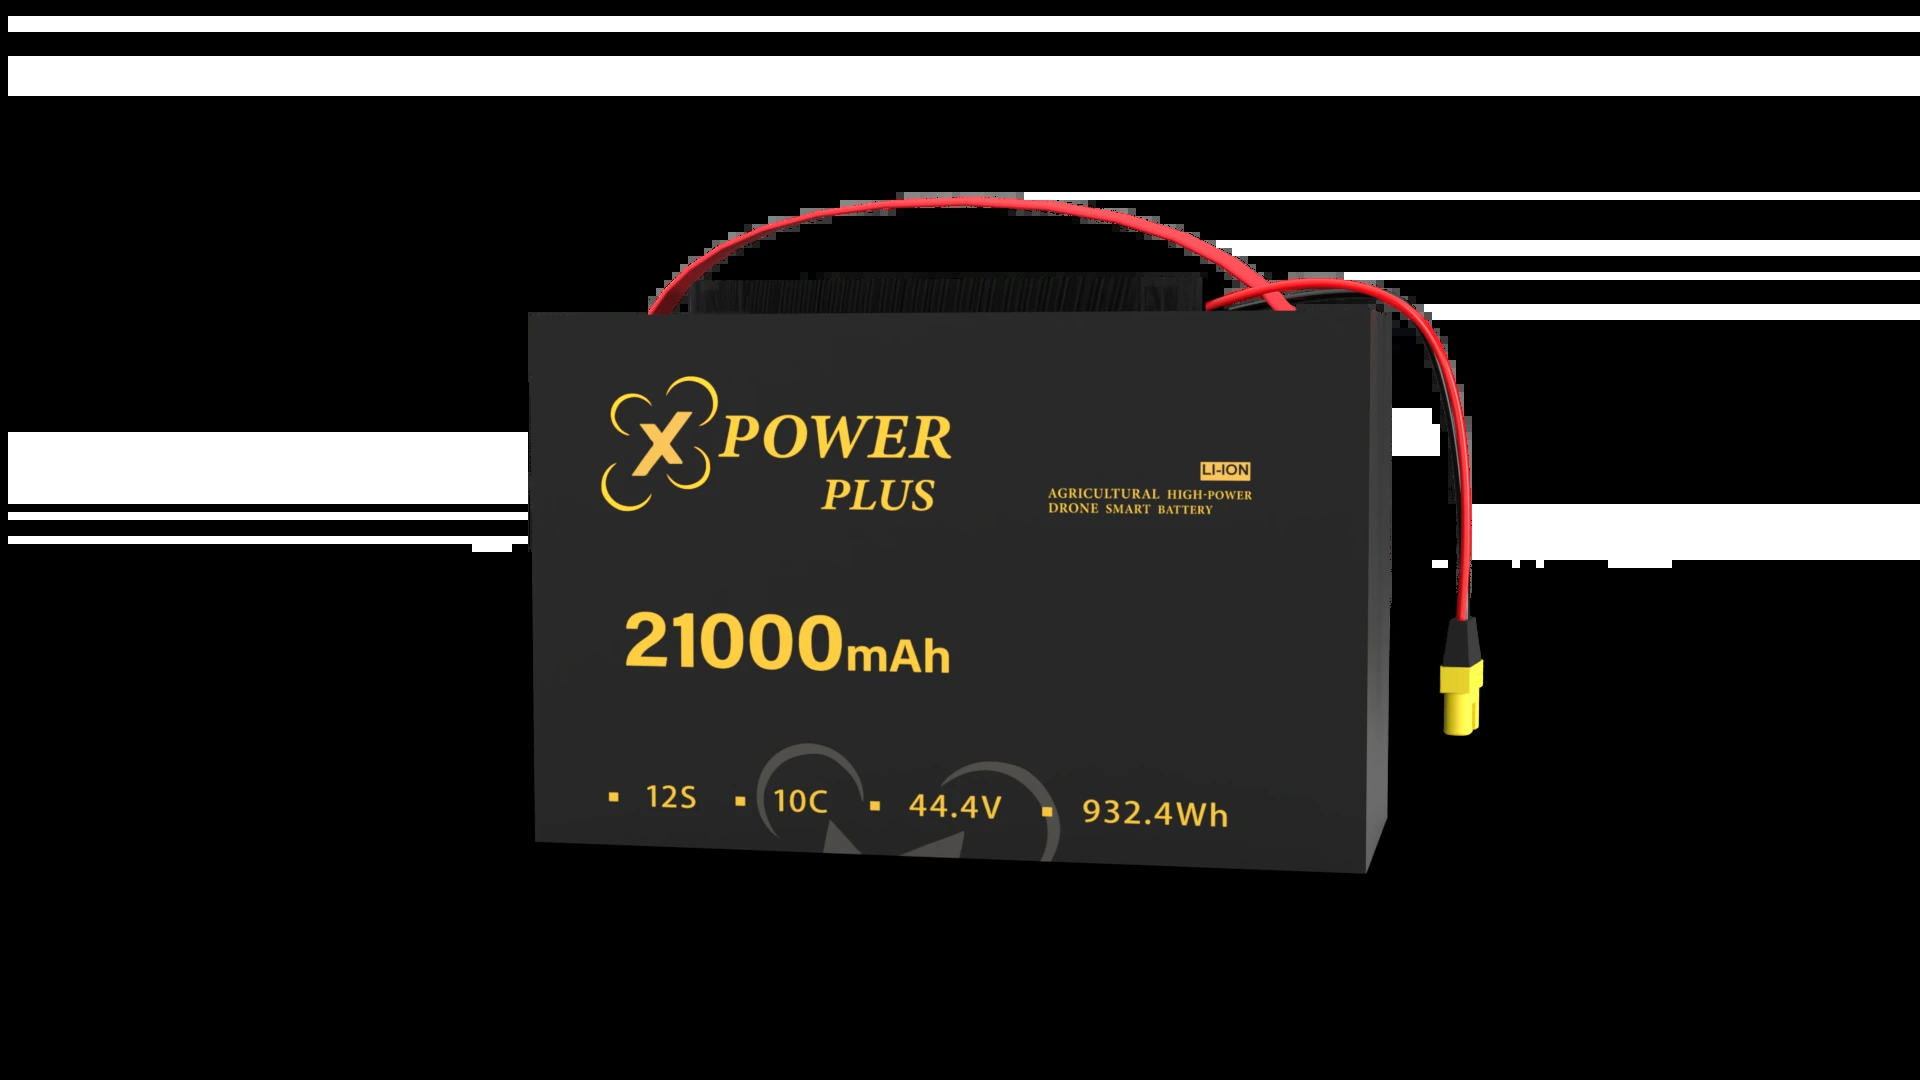 X POWER
PLUS
LI-ION
AGRICULTURAL HIGH-POWER
DRONE SMART BATTERY
21000mAh
▪ 12S ▪ 10C ▪ 44.4V ▪ 932.4Wh